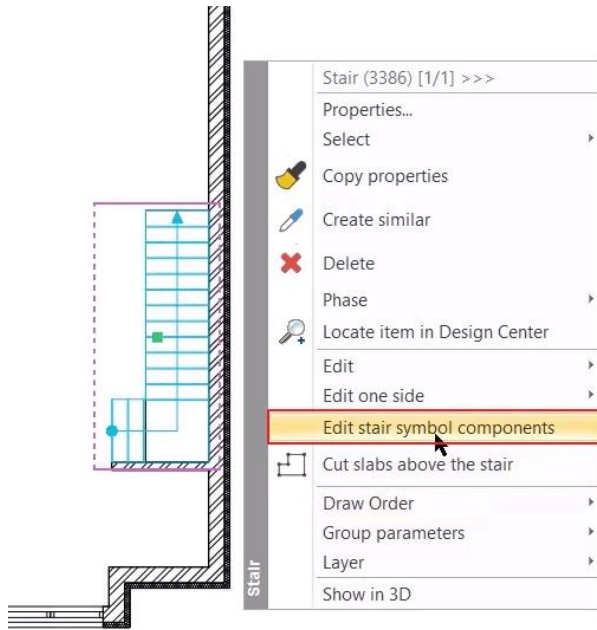 Stair (3386) [1/1] >>>
Properties...
Select
Copy properties
Create similar
Delete
Phase
Locate item in Design Center
Edit
Edit one side
Edit stair symbol components
Cut slabs above the stair
Draw Order
Group parameters
Layer
Show in 3D
Stair